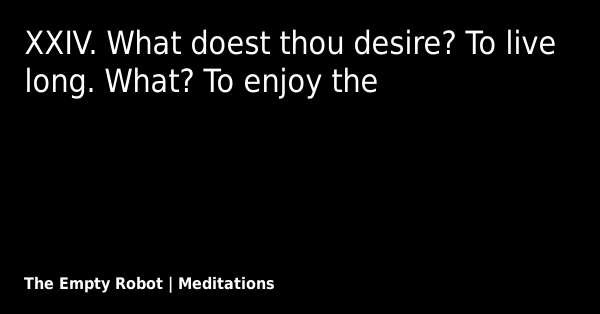 XXIV. What doest thou desire? To live
long. What? To enjoy the
The Empty Robot | Meditations